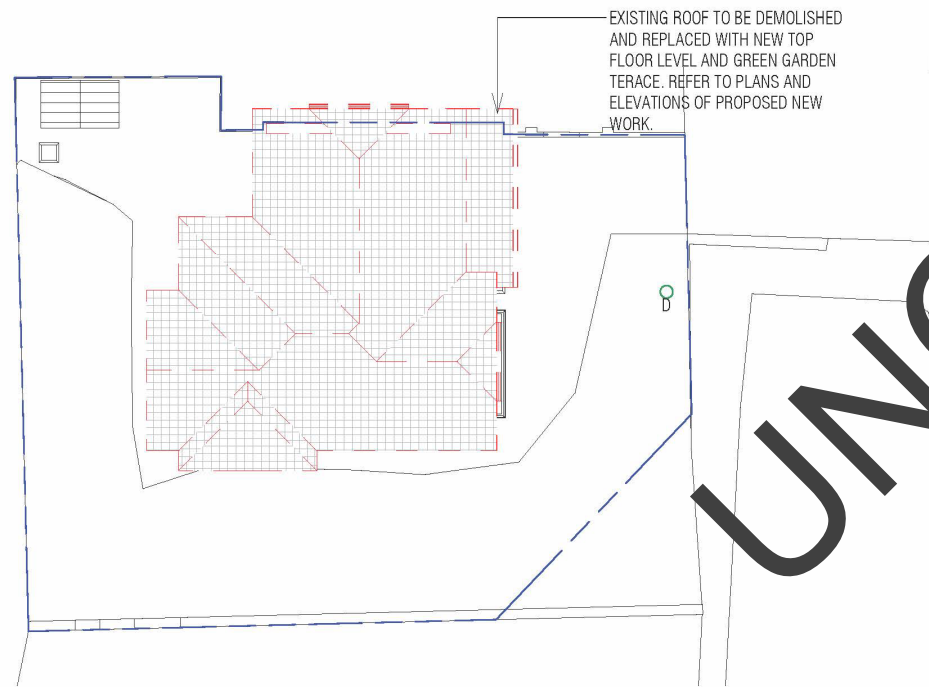 EXISTING ROOF TO BE DEMOLISHED
AND REPLACED WITH NEW TOP
FLOOR LEVEL AND GREEN GARDEN
TERACE. REFER TO PLANS AND
ELEVATIONS OF PROPOSED NEW
WORK.
D
UNC